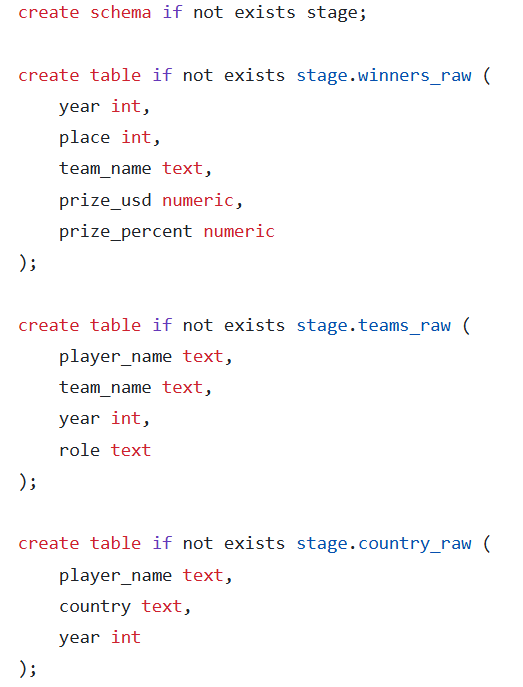 create schema if not exists stage;
create table if not exists stage.winners_raw (
    year int,
    place int,
    team_name text,
    prize_usd numeric,
    prize_percent numeric
);
create table if not exists stage.teams_raw (
    player_name text,
    team_name text,
    year int,
    role text
);
create table if not exists stage.country_raw (
    player_name text,
    country text,
    year int
);